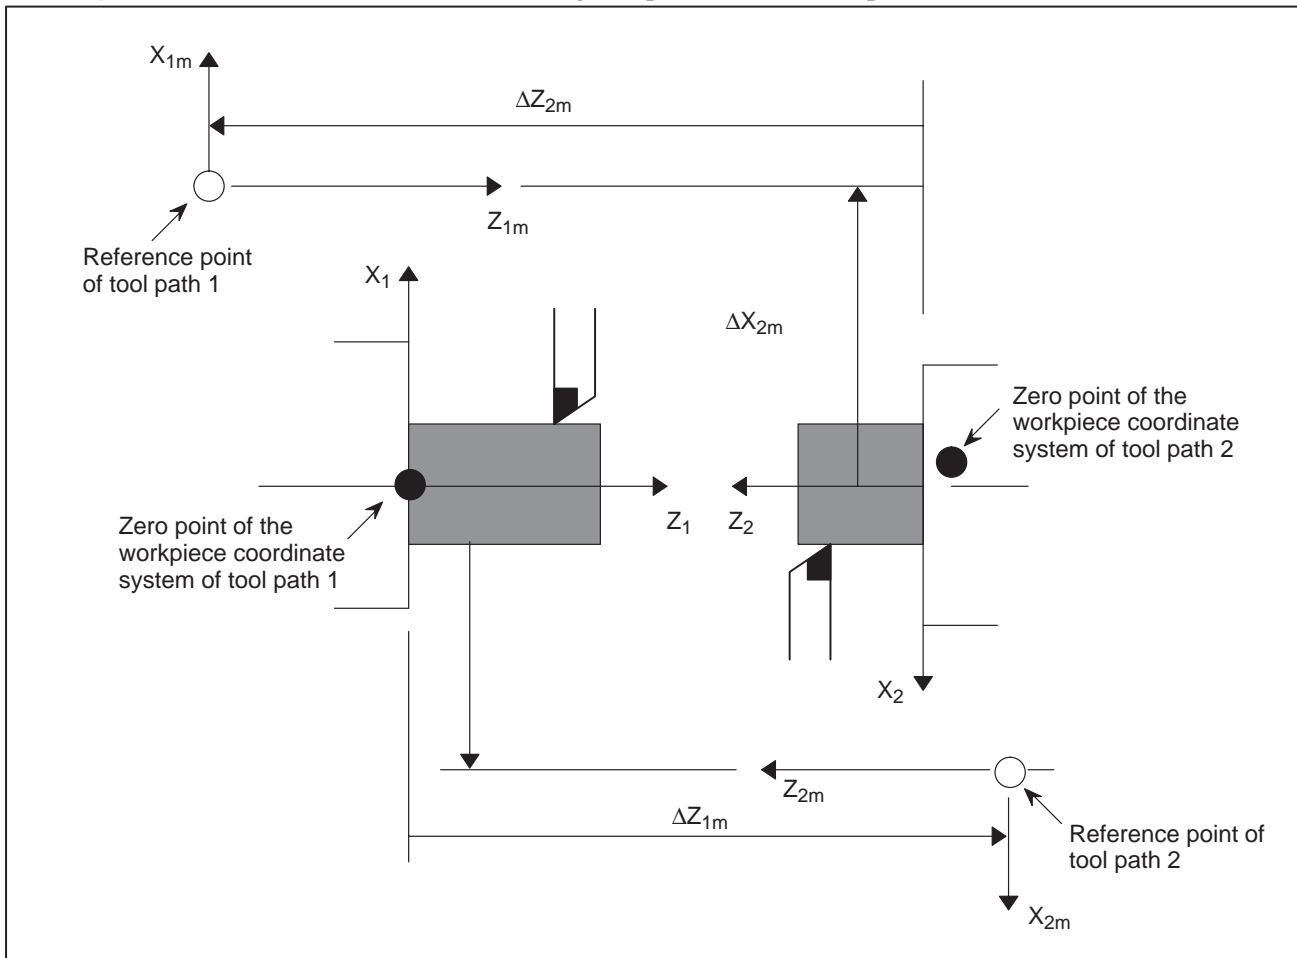 X1m
ΔZ2m
Z1m
Reference point
of tool path 1
X1
ΔX2m
Zero point of the
workpiece coordinate
system of tool path 2
Z1
Z2
Zero point of the
workpiece coordinate
system of tool path 1
X2
Z2m
ΔZ1m
Reference point of
tool path 2
X2m